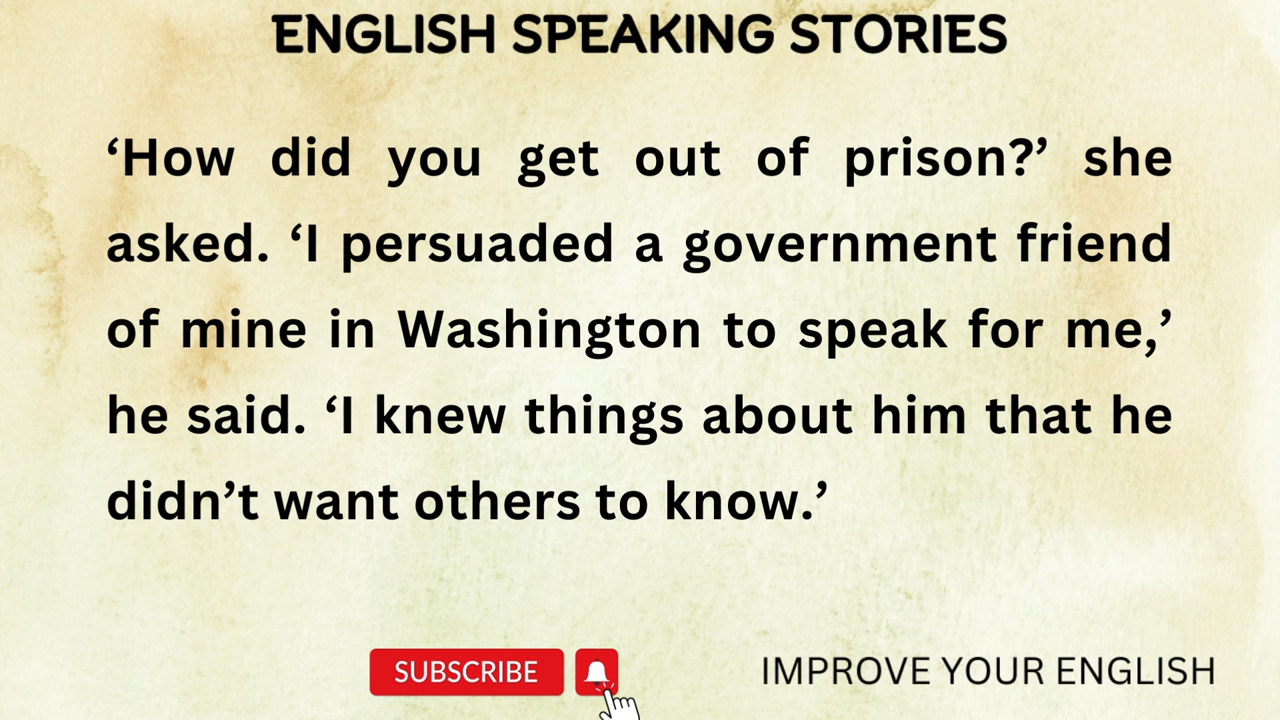 ENGLISH SPEAKING STORIES
‘How did you get out of prison?’ she
asked. ‘I persuaded a government friend
of mine in Washington to speak for me,’
he said. ‘I knew things about him that he
didn’t want others to know.’
SUBSCRIBE
IMPROVE YOUR ENGLISH